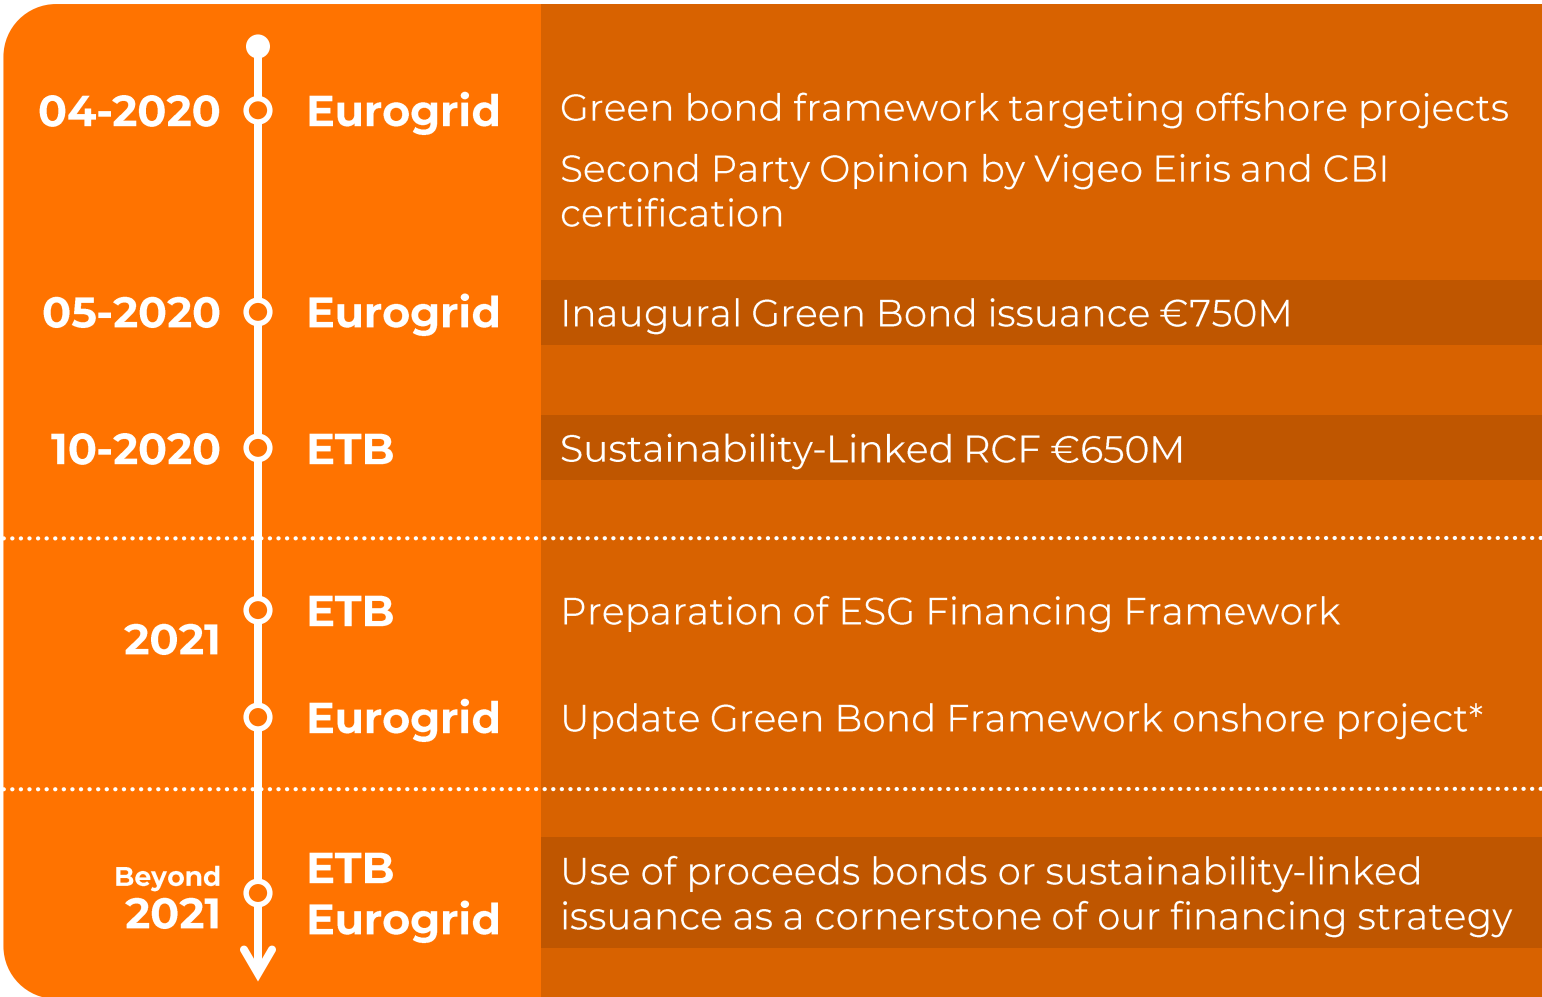 04-2020 Eurogrid Green bond framework targeting offshore projects
Second Party Opinion by Vigeo Eiris and CBI
certification
05-2020 Eurogrid Inaugural Green Bond issuance €750M
10-2020 ETB Sustainability-Linked RCF €650M
2021
ETB Preparation of ESG Financing Framework
Eurogrid Update Green Bond Framework onshore project*
Beyond
2021
ETB
Eurogrid
Use of proceeds bonds or sustainability-linked
issuance as a cornerstone of our financing strategy